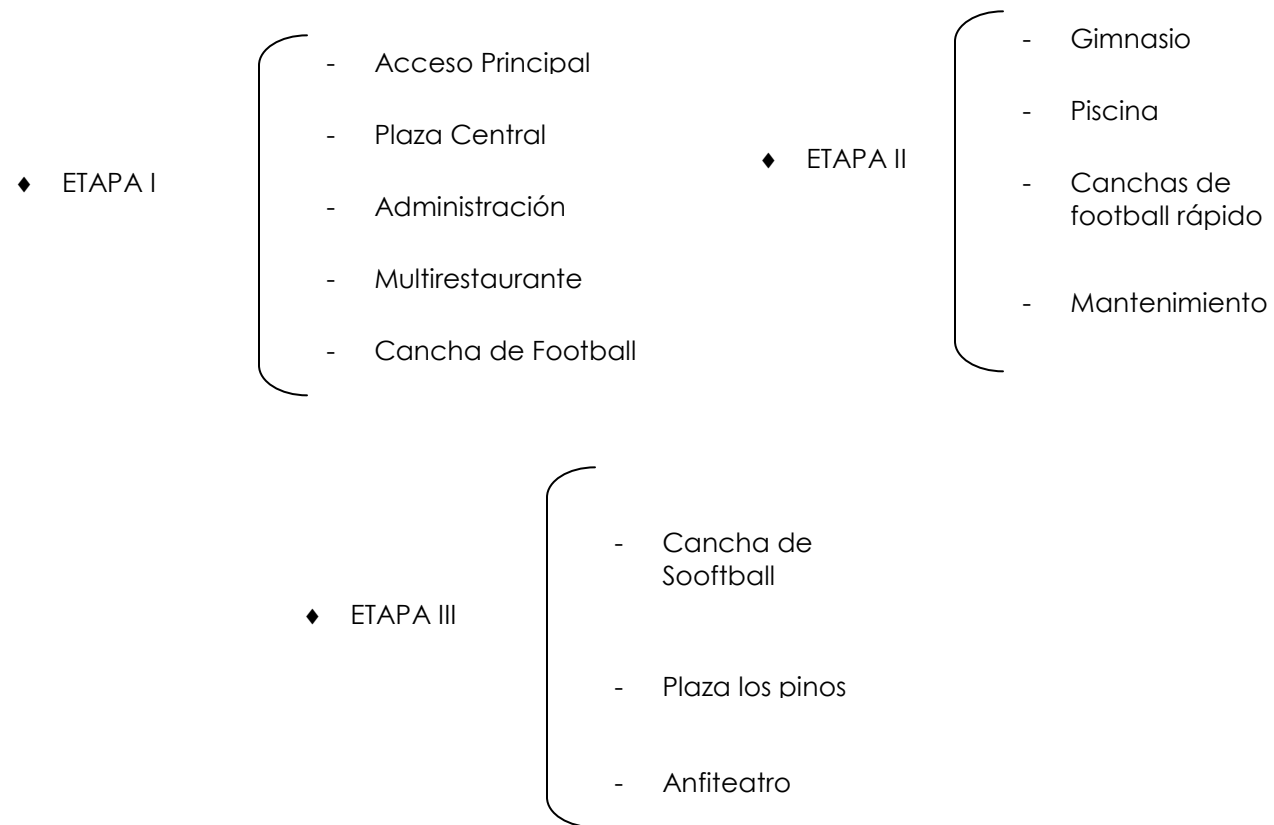 ♦ ETAPA I
- Acceso Principal
- Plaza Central
- Administración
- Multirestaurante
- Cancha de Football
♦ ETAPA II
- Gimnasio
- Piscina
- Canchas de
football rápido
- Mantenimiento
♦ ETAPA III
- Cancha de
Sooftball
- Plaza los pinos
- Anfiteatro